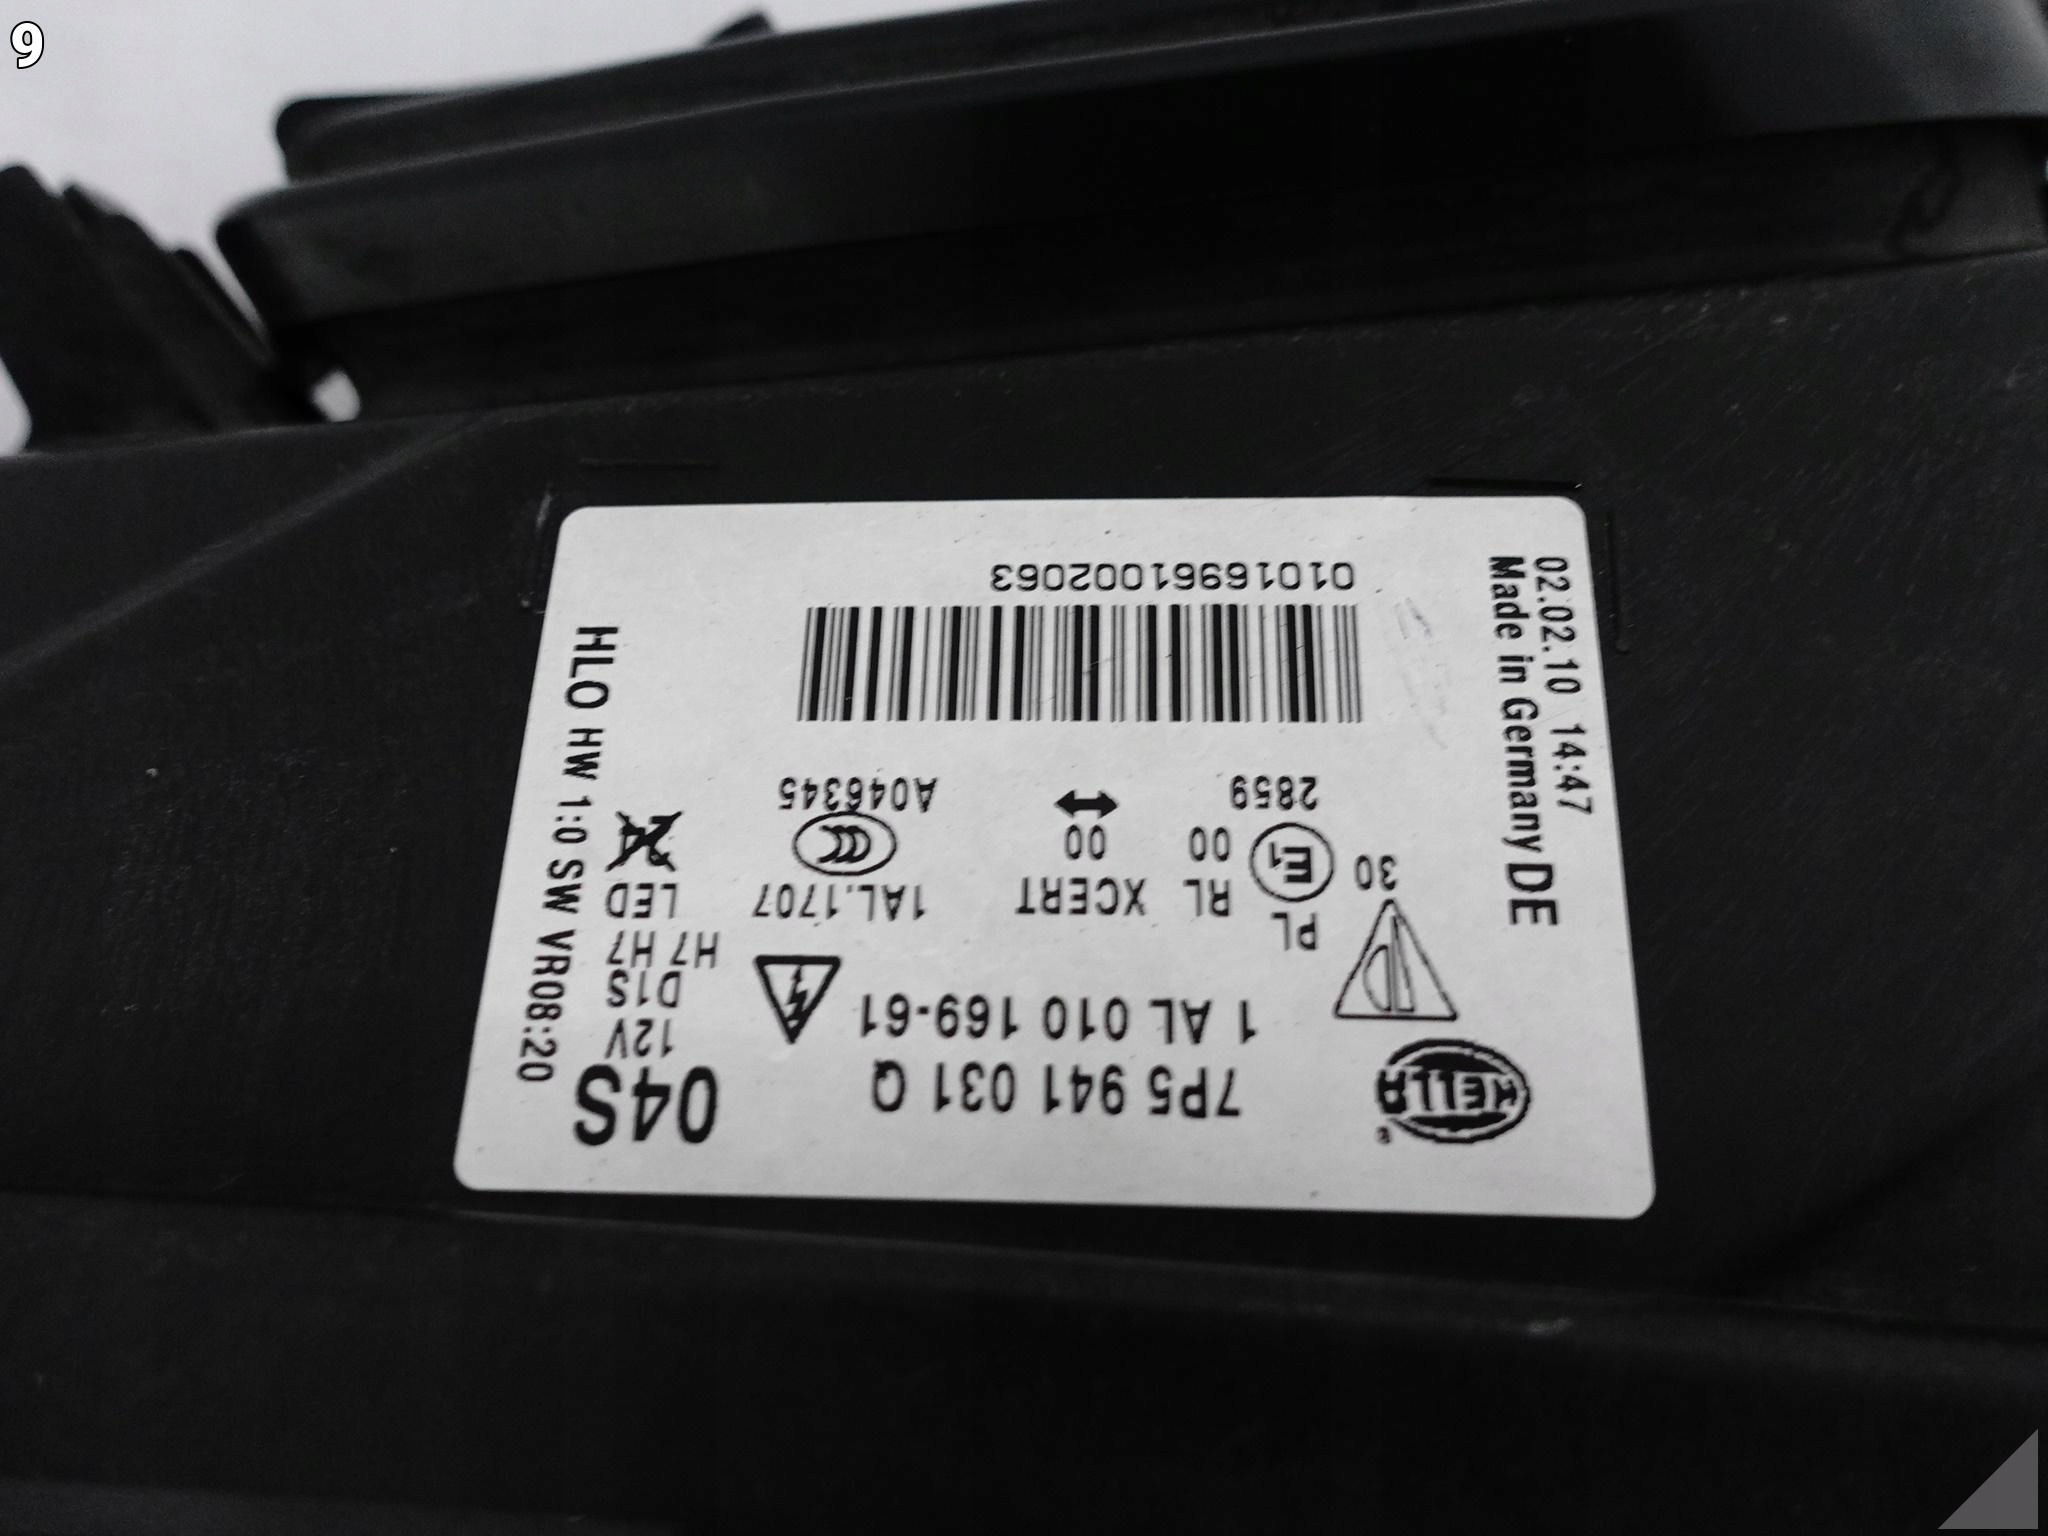 9
HELLA
®
7P5 941 031 Q
04S
1 AL 010 169-61
12V
D1S
H7 H7
LED
PL
RL XCERT
1AL.1707
30
E1
00
00
CCC
2859
A046345
01016961002063
02.02.10 14:47
Made in Germany DE
HLO HW 1:0 SW VR08:20